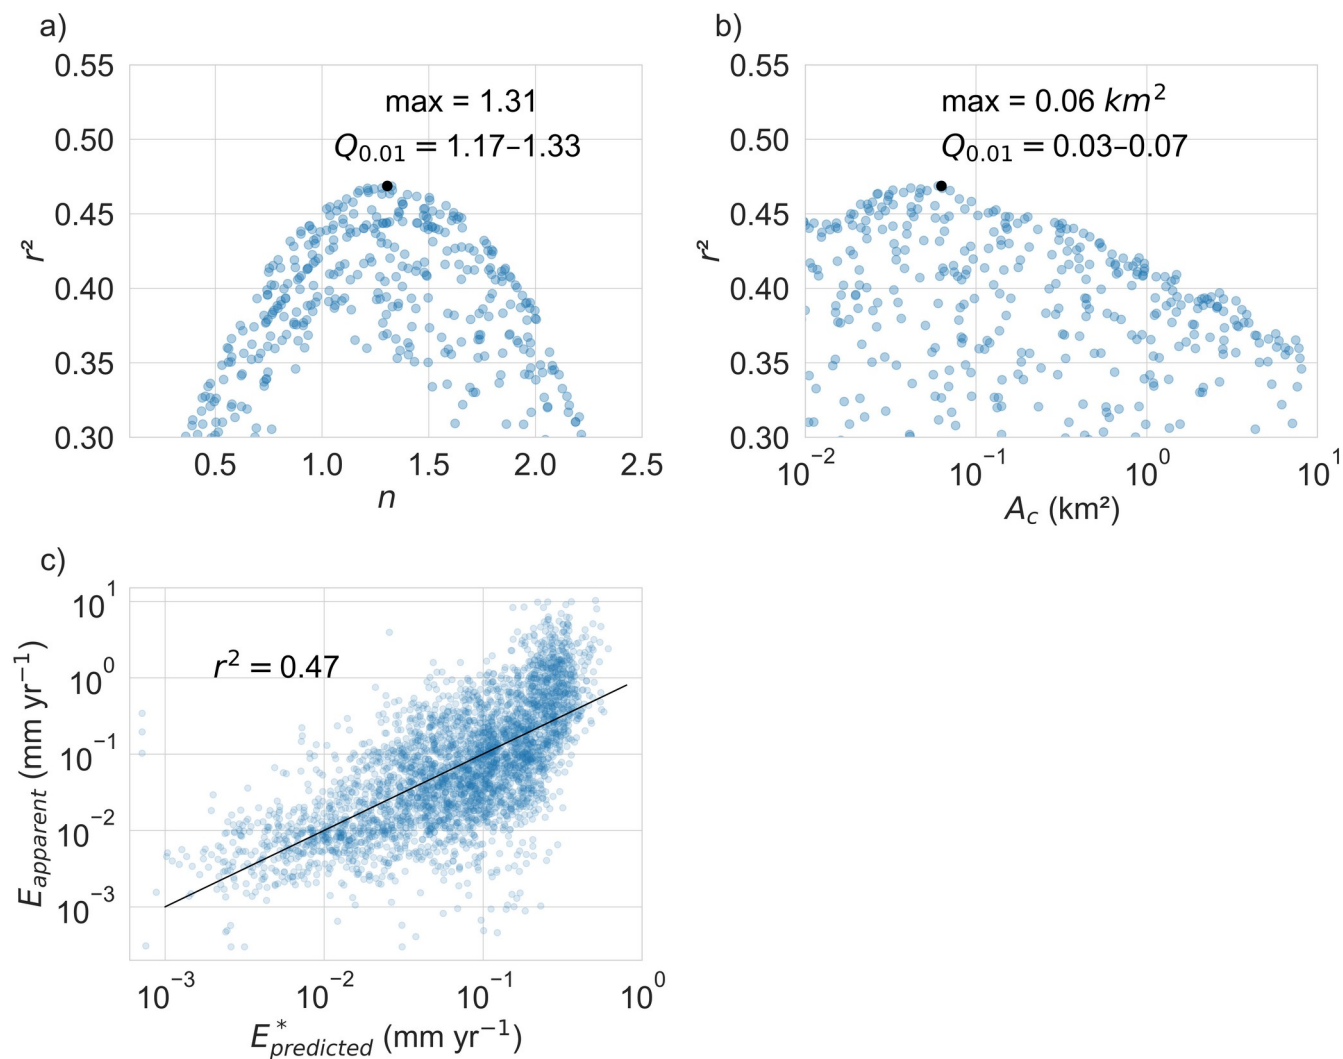 a)
0.55
0.50
0.45
0.40
0.35
0.30
r²
max = 1.31
Q0.01 = 1.17–1.33
0.5 1.0 1.5 2.0 2.5
n
b)
0.55
0.50
0.45
0.40
0.35
0.30
r²
max = 0.06 km²
Q0.01 = 0.03–0.07
10⁻² 10⁻¹ 10⁰ 10¹
Ac (km²)
c)
10¹
10⁰
10⁻¹
10⁻²
10⁻³
Eapparent (mm yr⁻¹)
r² = 0.47
10⁻³ 10⁻² 10⁻¹ 10⁰
E*predicted (mm yr⁻¹)